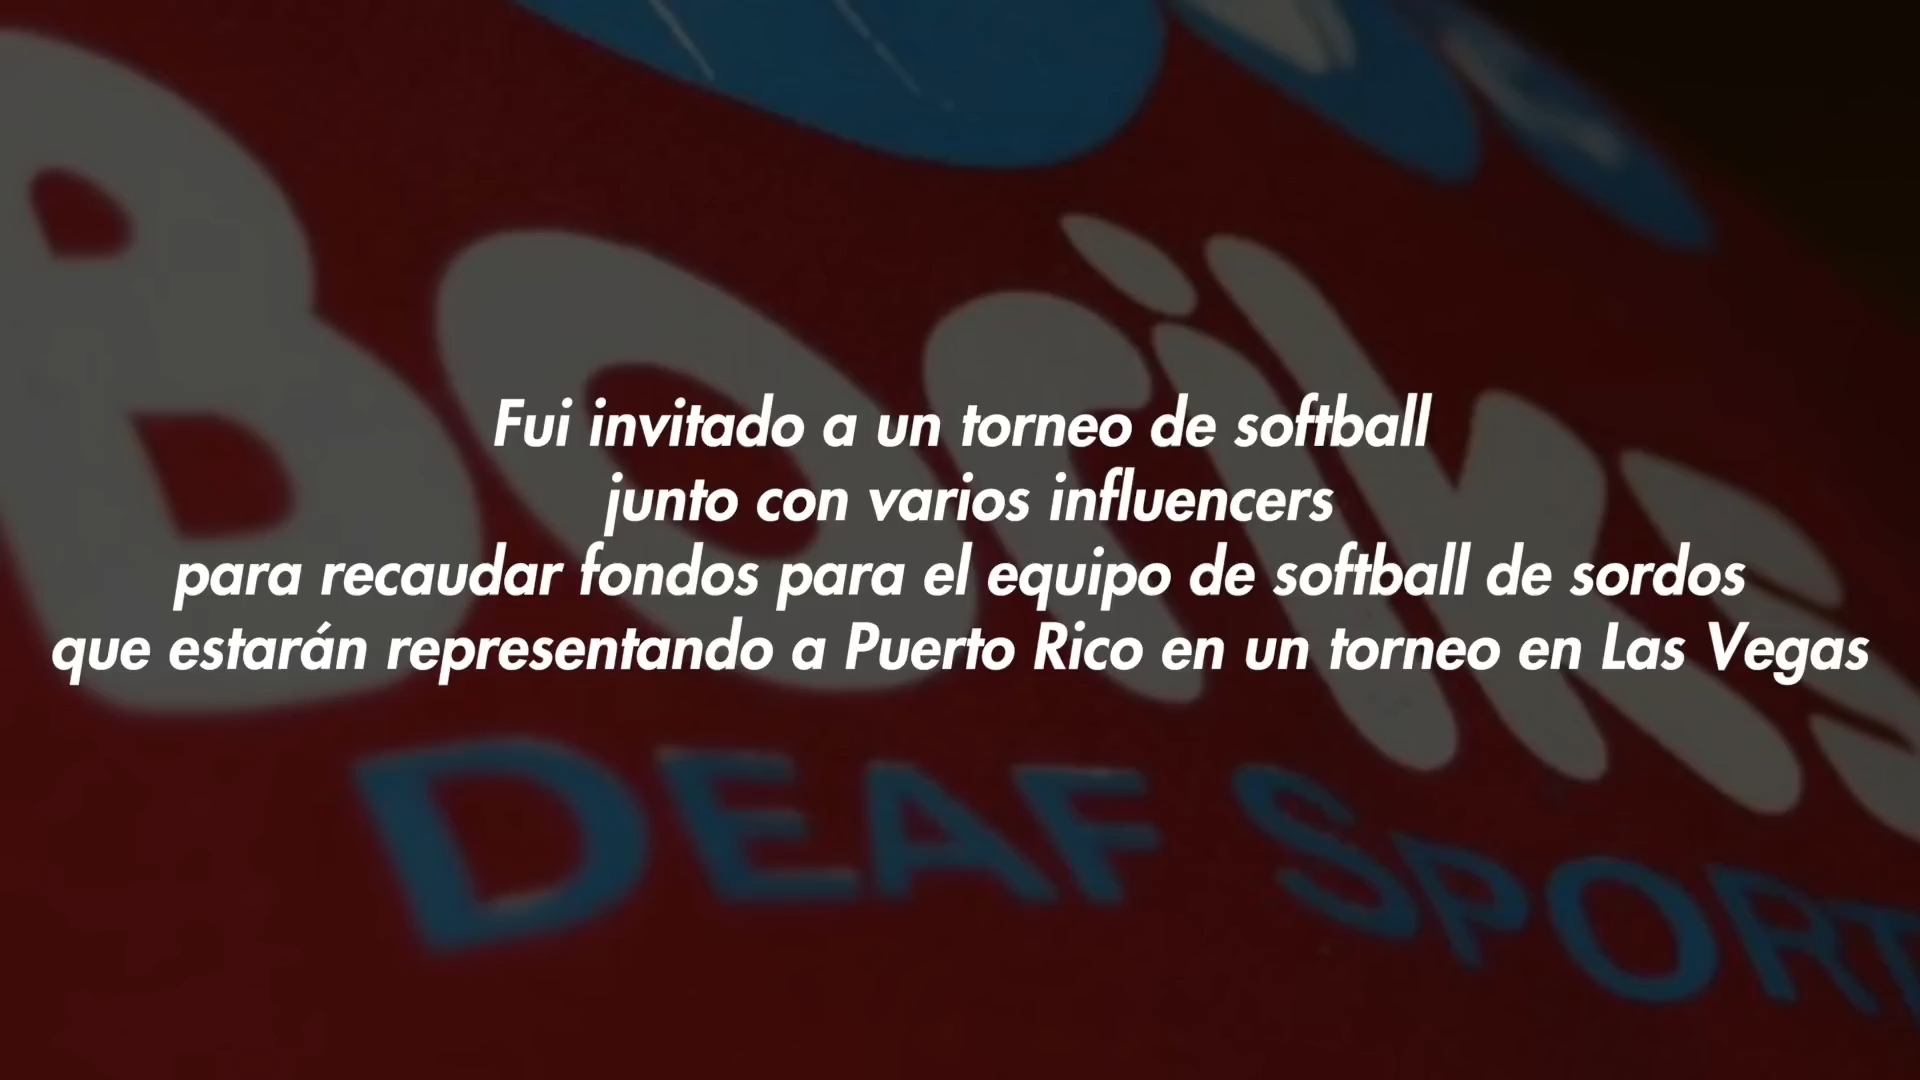 Fui invitado a un torneo de softball
junto con varios influencers
para recaudar fondos para el equipo de softball de sordos
que estarán representando a Puerto Rico en un torneo en Las Vegas
DEAF